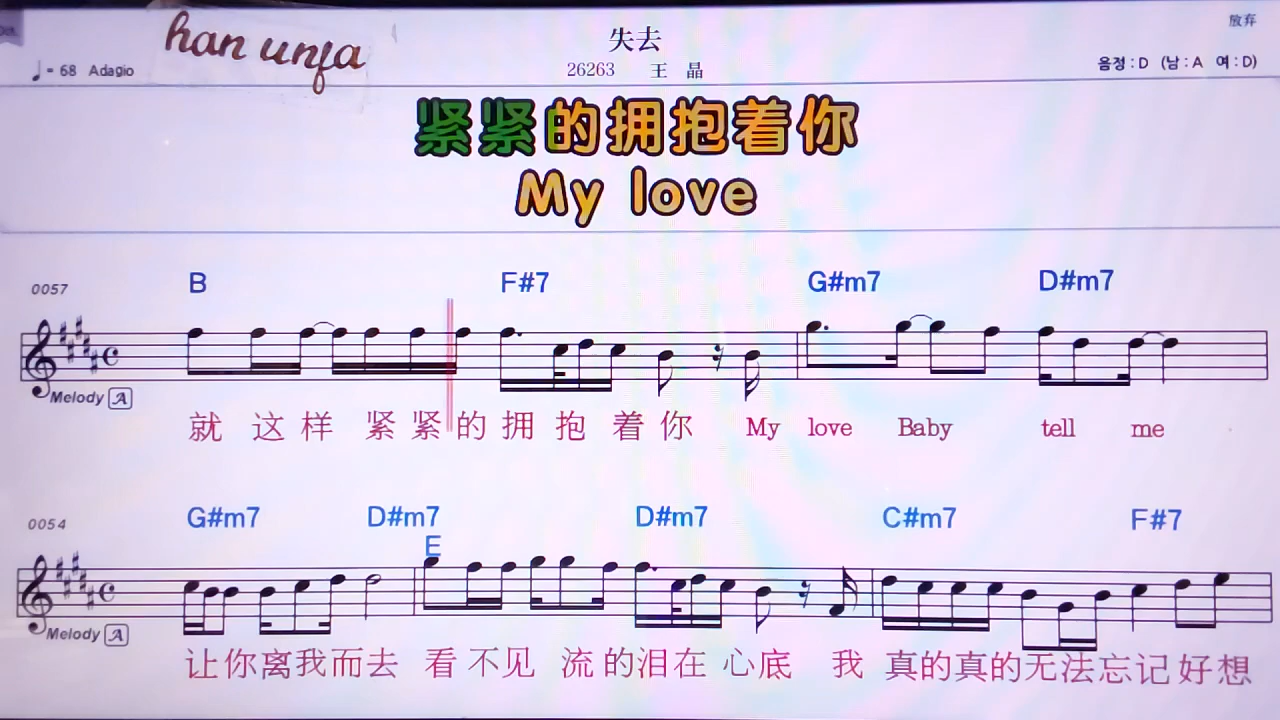 han unfa
失去
放弃
♩= 68 Adagio
26263 王 晶
음정 : D (남 : A 여 : D)
紧紧的拥抱着你
My love
0057
B F#7 G#m7 D#m7
Melody A
就 这 样 紧 紧 的 拥 抱 着 你 My love Baby tell me
0054
G#m7 D#m7 D#m7 C#m7 F#7
E
Melody A
让你离我而去 看不见 流的泪在心底 我 真的真的无法忘记好想